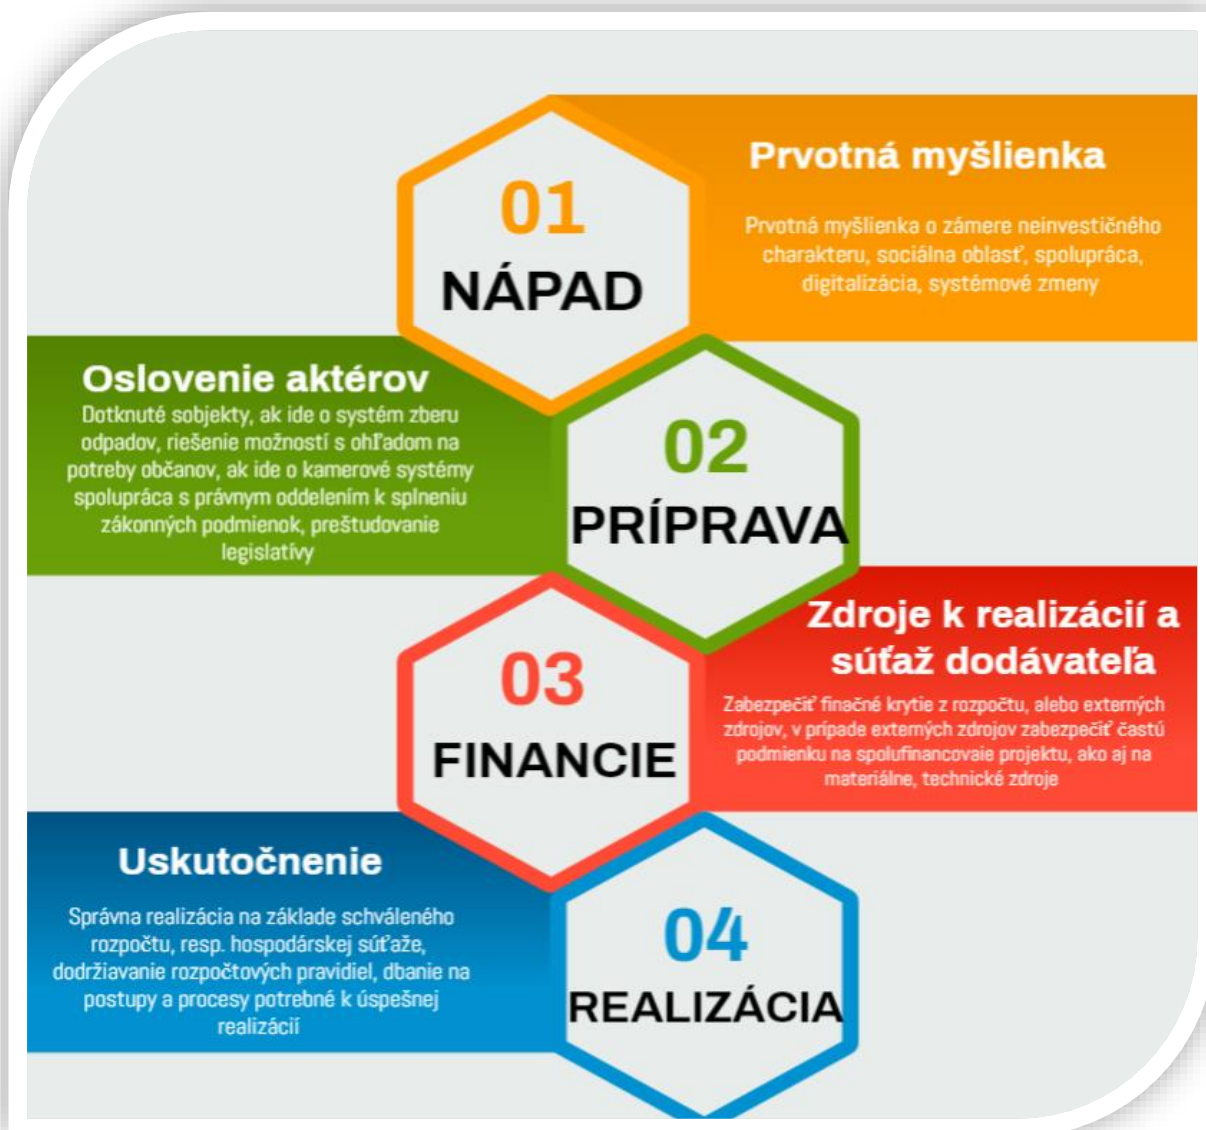 01
NÁPAD
Prvotná myšlienka
Prvotná myšlienka o zámere neinvestičného
charakteru, sociálna oblasť, spolupráca,
digitalizácia, systémové zmeny
Oslovenie aktérov
Dotknuté sobjekty, ak ide o systém zberu
odpadov, riešenie možností s ohľadom na
potreby občanov, ak ide o kamerové systémy
spolupráca s právnym oddelením k splneniu
zákonných podmienok, preštudovanie
legislatívy
02
PRÍPRAVA
03
FINANCIE
Zdroje k realizácií a
súťaž dodávateľa
Zabezpečiť finačné krytie z rozpočtu, alebo externých
zdrojov, v prípade externých zdrojov zabezpečiť častú
podmienku na spolufinancovaie projektu, ako aj na
materiálne, technické zdroje
Uskutočnenie
Správna realizácia na základe schváleného
rozpočtu, resp. hospodárskej súťaže,
dodržiavanie rozpočtových pravidiel, dbanie na
postupy a procesy potrebné k úspešnej
realizácií
04
REALIZÁCIA